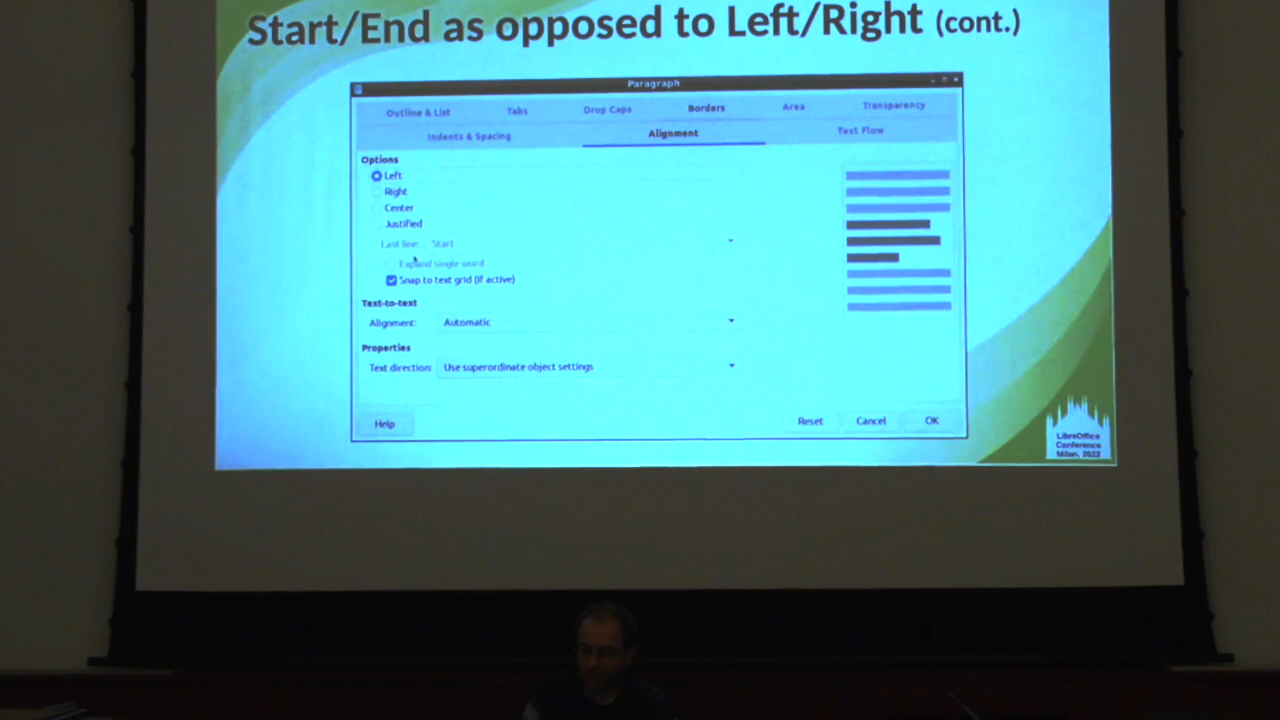 Start/End as opposed to Left/Right (cont.)
Paragraph
Outline & List Tabs Drop Caps Borders Area Transparency
Indents & Spacing Alignment Text Flow
Options
Left
Right
Center
Justified
Last line: Start
Expand single word
Snap to text grid (if active)
Text-to-text
Alignment: Automatic
Properties
Text direction: Use superordinate object settings
Help Reset Cancel OK
LibreOffice
Conference
Milan, 2022